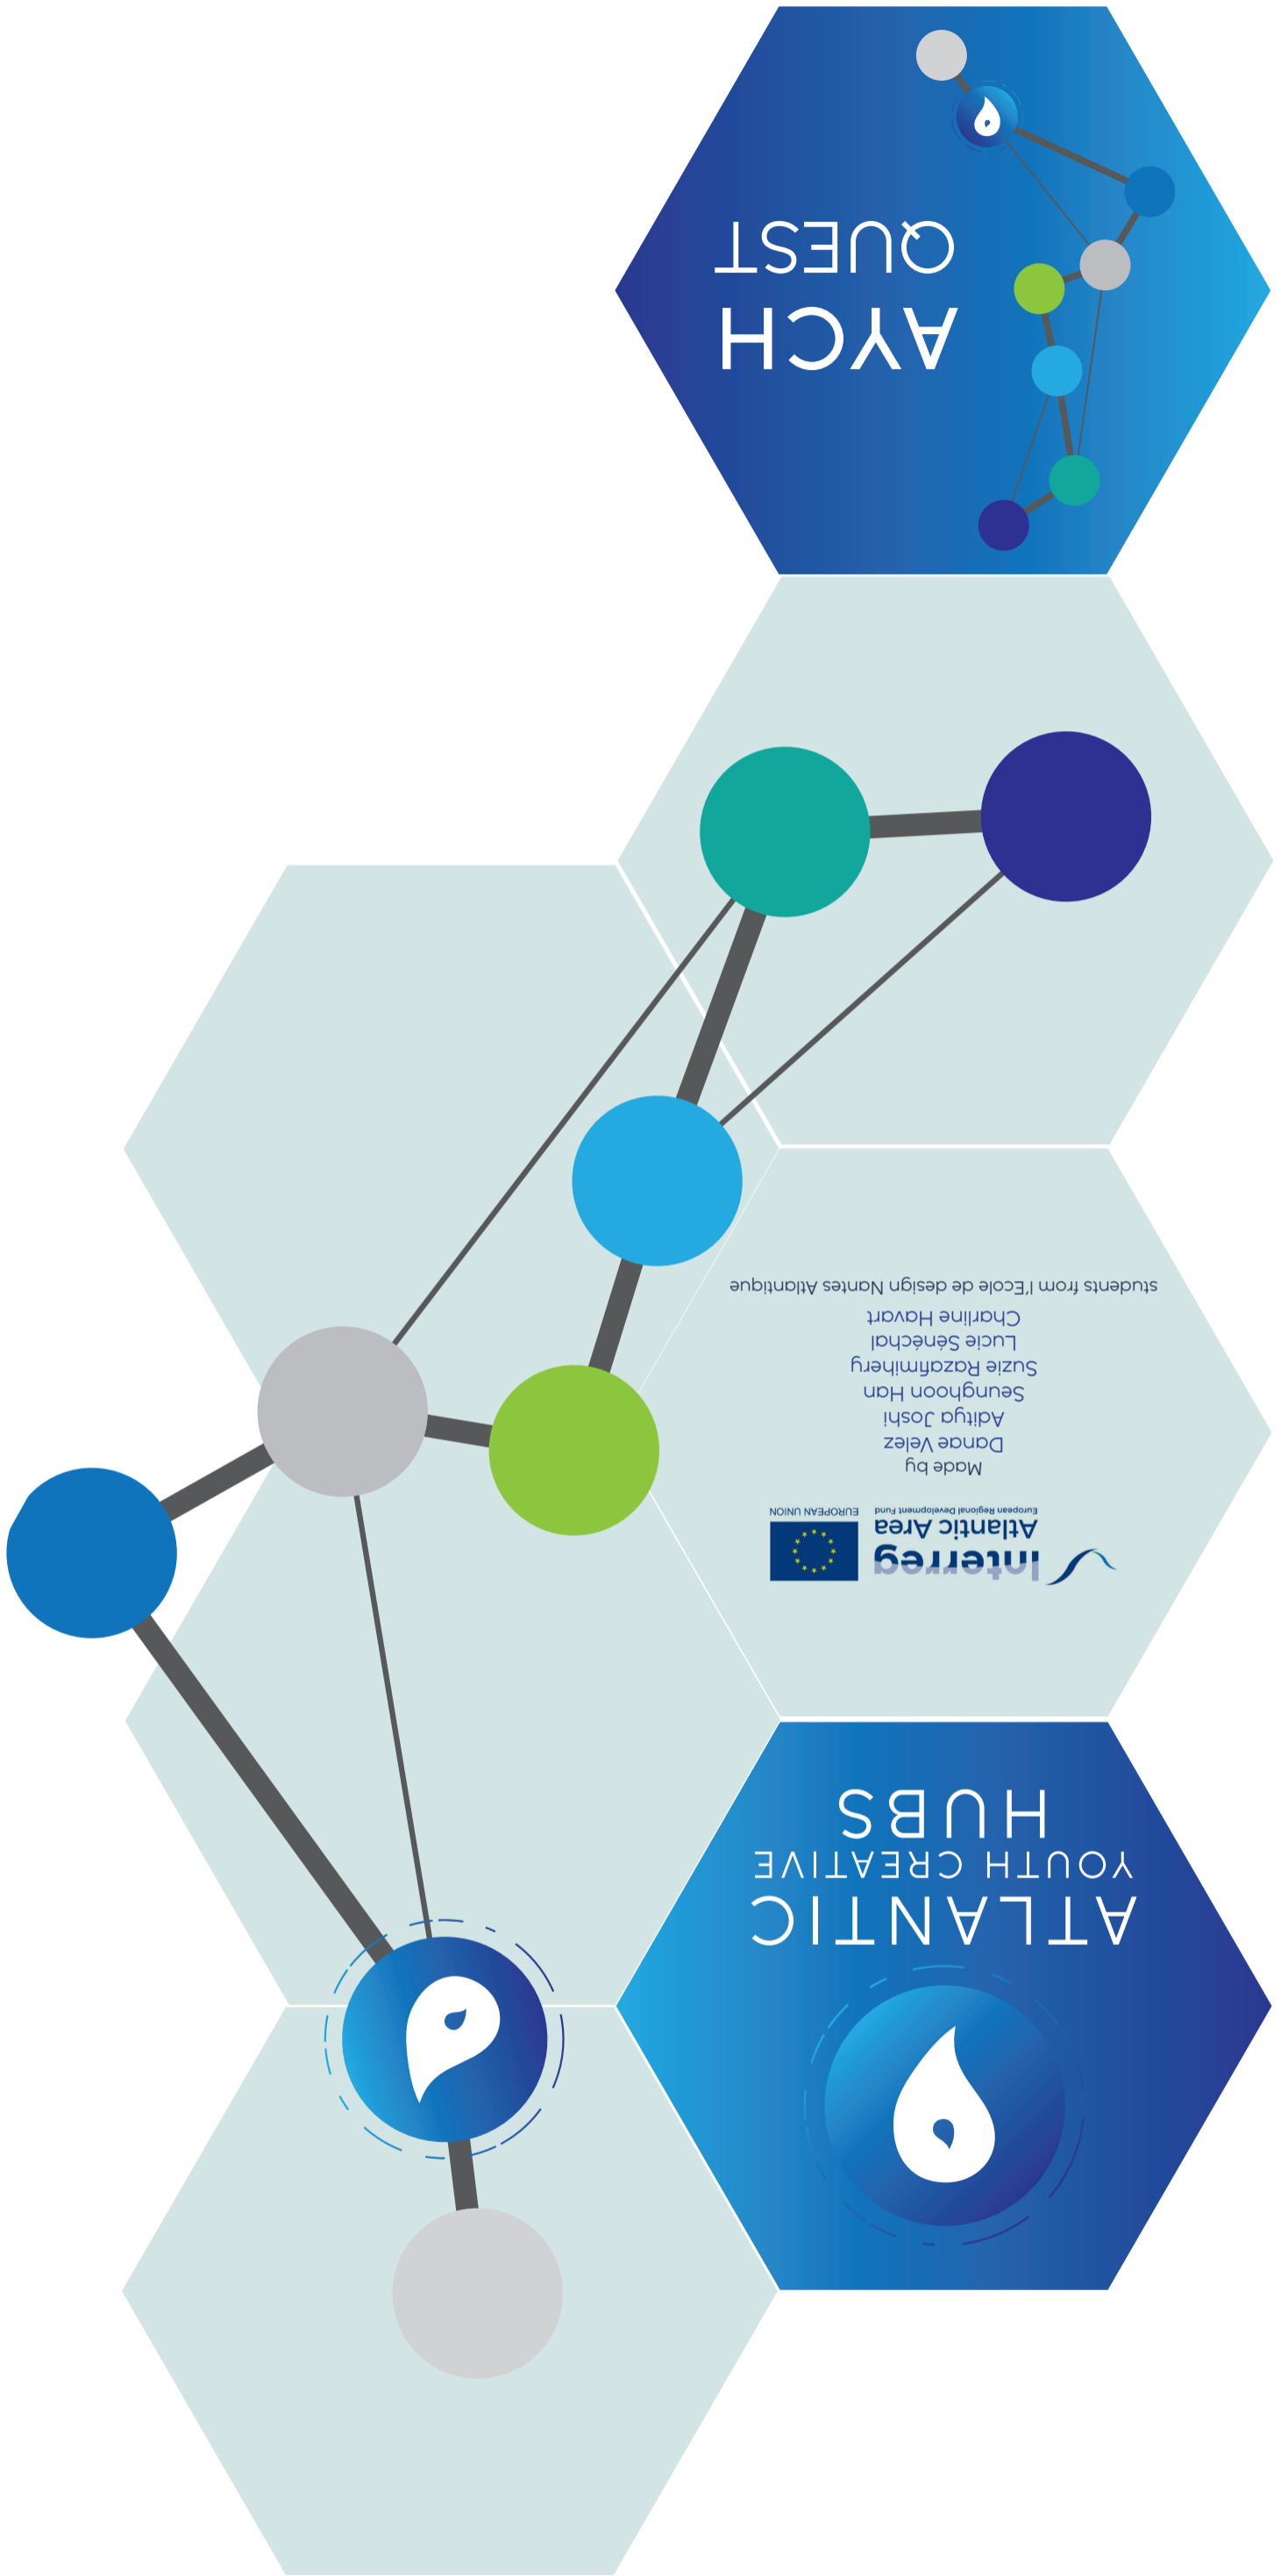 ATLANTIC
YOUTH CREATIVE
HUBS
Interreg
Atlantic Area
European Regional Development Fund
EUROPEAN UNION
Made by
Danae Velez
Aditya Joshi
Seunghoon Han
Suzie Razafimihery
Lucie Sénéchal
Charline Havart
students from l'Ecole de design Nantes Atlantique
AYCH
QUEST